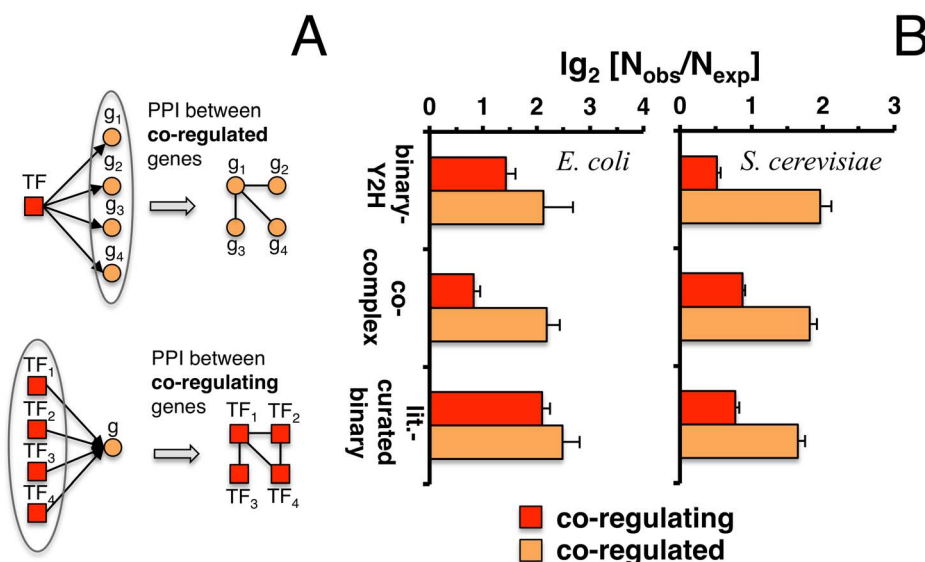 A
B
g1
g2
g3
g4
TF
PPI between
co-regulated
genes
g1
g2
g3
g4
TF1
TF2
TF3
TF4
g
PPI between
co-regulating
genes
TF1
TF2
TF3
TF4
lg2 [Nobs/Nexp]
0 1 2 3 4
0 1 2 3
E. coli
S. cerevisiae
binary-
Y2H
co-
complex
lit.-
curated
binary
co-regulating
co-regulated